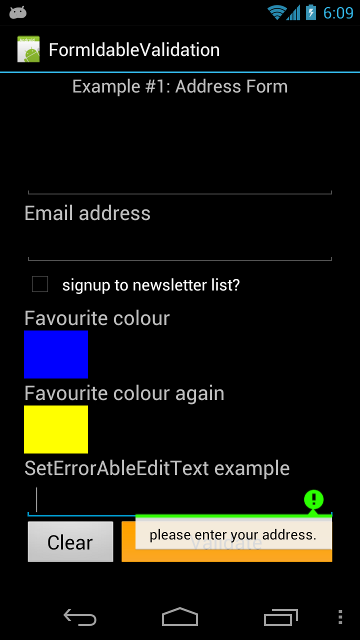 6:09
FormIdableValidation
Example #1: Address Form
Email address
signup to newsletter list?
Favourite colour
Favourite colour again
SetErrorAbleEditText example
please enter your address.
Clear
Validate